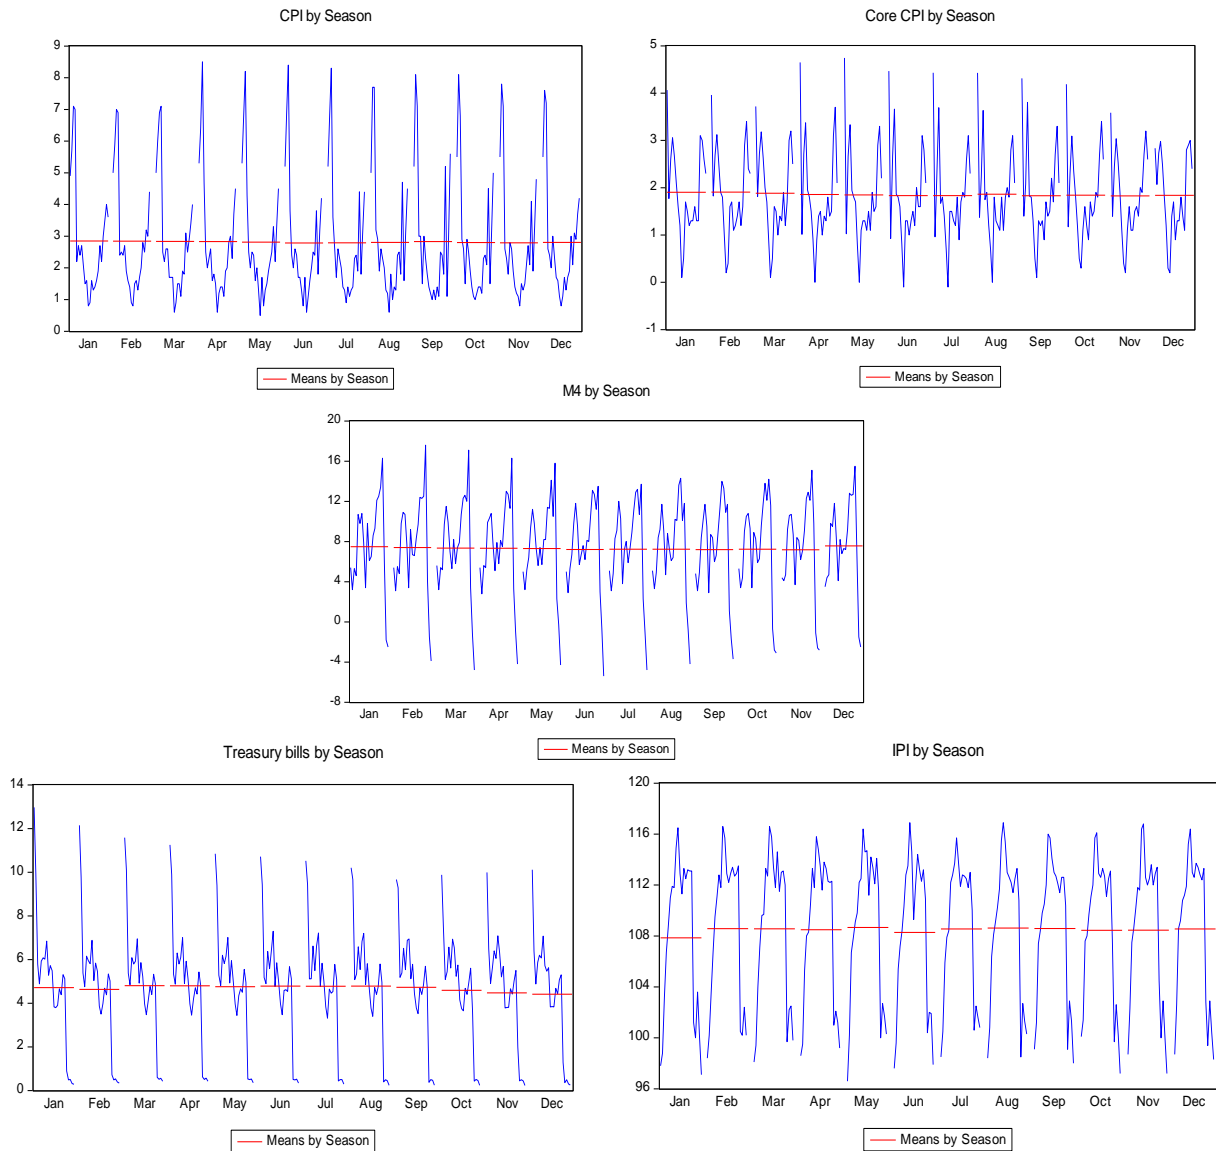 CPI by Season
9
8
7
6
5
4
3
2
1
0
Jan Feb Mar Apr May Jun Jul Aug Sep Oct Nov Dec
Means by Season
Core CPI by Season
5
4
3
2
1
0
-1
Jan Feb Mar Apr May Jun Jul Aug Sep Oct Nov Dec
Means by Season
M4 by Season
20
16
12
8
4
0
-4
-8
Jan Feb Mar Apr May Jun Jul Aug Sep Oct Nov Dec
Means by Season
Treasury bills by Season
14
12
10
8
6
4
2
0
Jan Feb Mar Apr May Jun Jul Aug Sep Oct Nov Dec
Means by Season
IPI by Season
120
116
112
108
104
100
96
Jan Feb Mar Apr May Jun Jul Aug Sep Oct Nov Dec
Means by Season